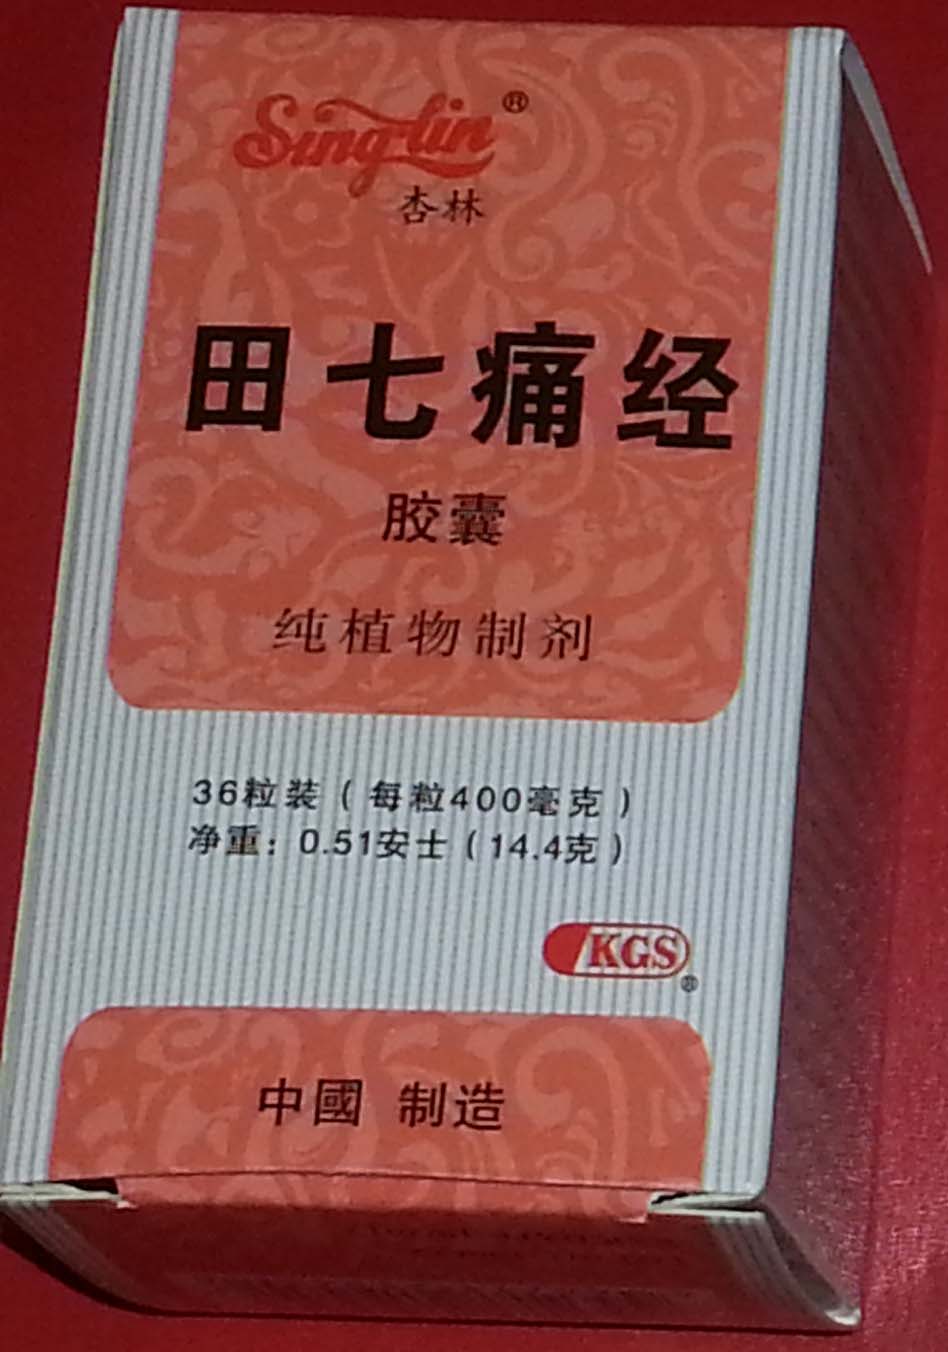 Sing-lin®
杏林
田七痛经
胶囊
纯植物制剂
36粒装（每粒400毫克）
净重：0.51安士（14.4克）
KGS®
中國 制造